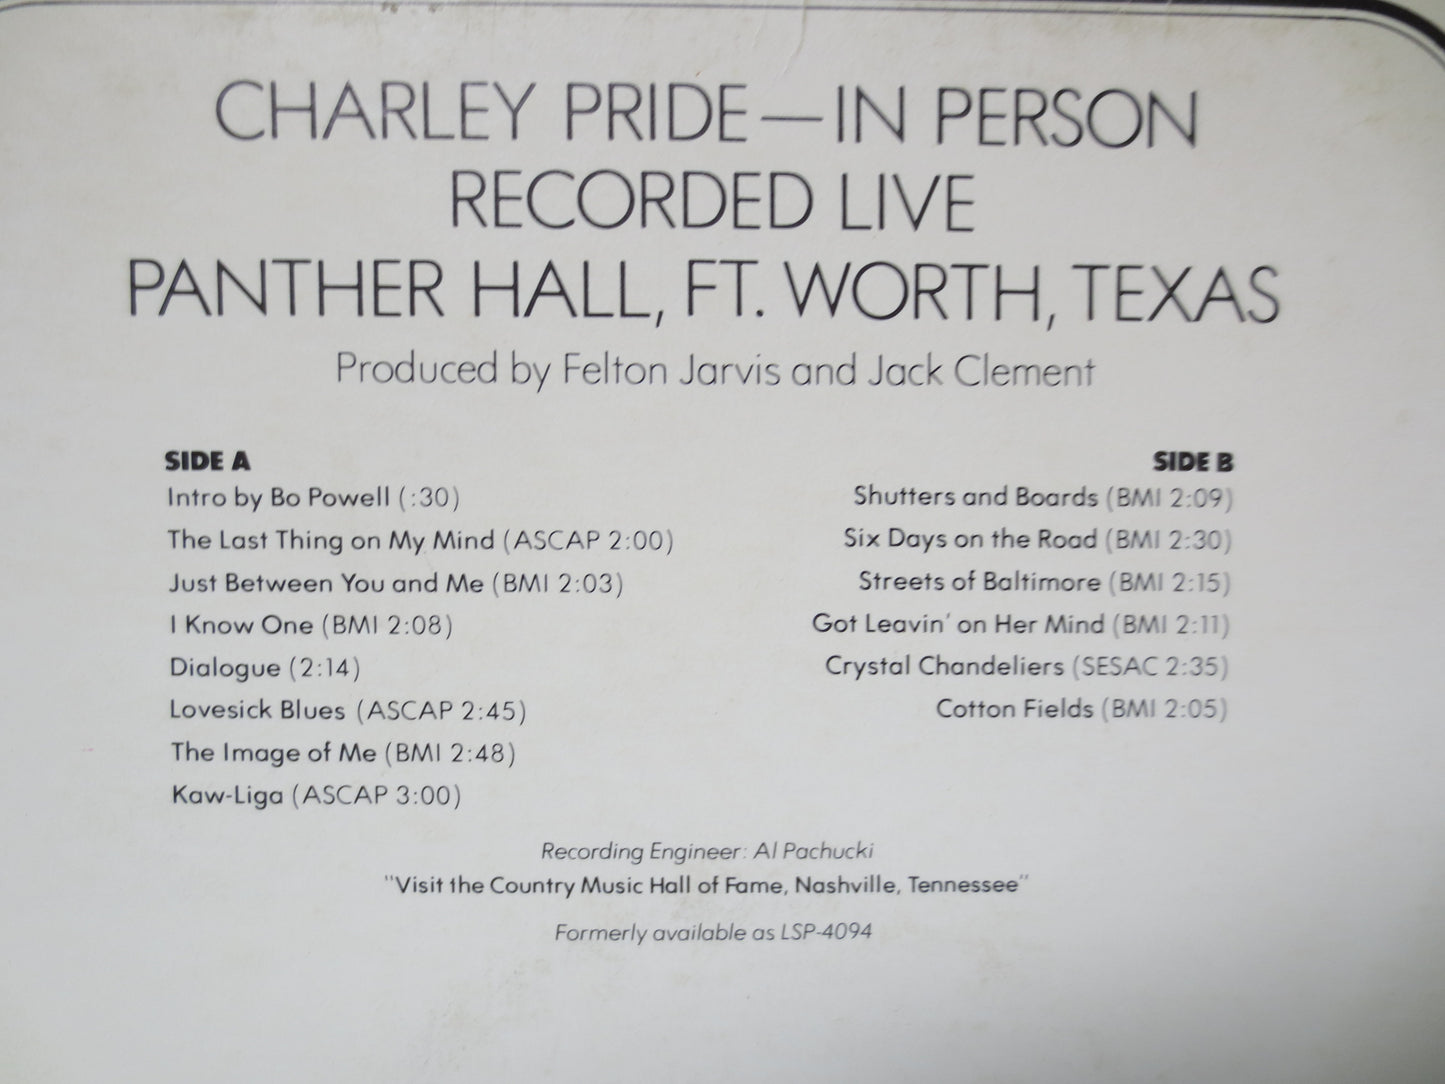 CHARLEY PRIDE—IN PERSON
RECORDED LIVE
PANTHER HALL, FT. WORTH, TEXAS
Produced by Felton Jarvis and Jack Clement
SIDE A
Intro by Bo Powell (:30)
The Last Thing on My Mind (ASCAP 2:00)
Just Between You and Me (BMI 2:03)
I Know One (BMI 2:08)
Dialogue (2:14)
Lovesick Blues (ASCAP 2:45)
The Image of Me (BMI 2:48)
Kaw-Liga (ASCAP 3:00)
SIDE B
Shutters and Boards (BMI 2:09)
Six Days on the Road (BMI 2:30)
Streets of Baltimore (BMI 2:15)
Got Leavin' on Her Mind (BMI 2:11)
Crystal Chandeliers (SESAC 2:35)
Cotton Fields (BMI 2:05)
Recording Engineer: Al Pachucki
"Visit the Country Music Hall of Fame, Nashville, Tennessee"
Formerly available as LSP-4094